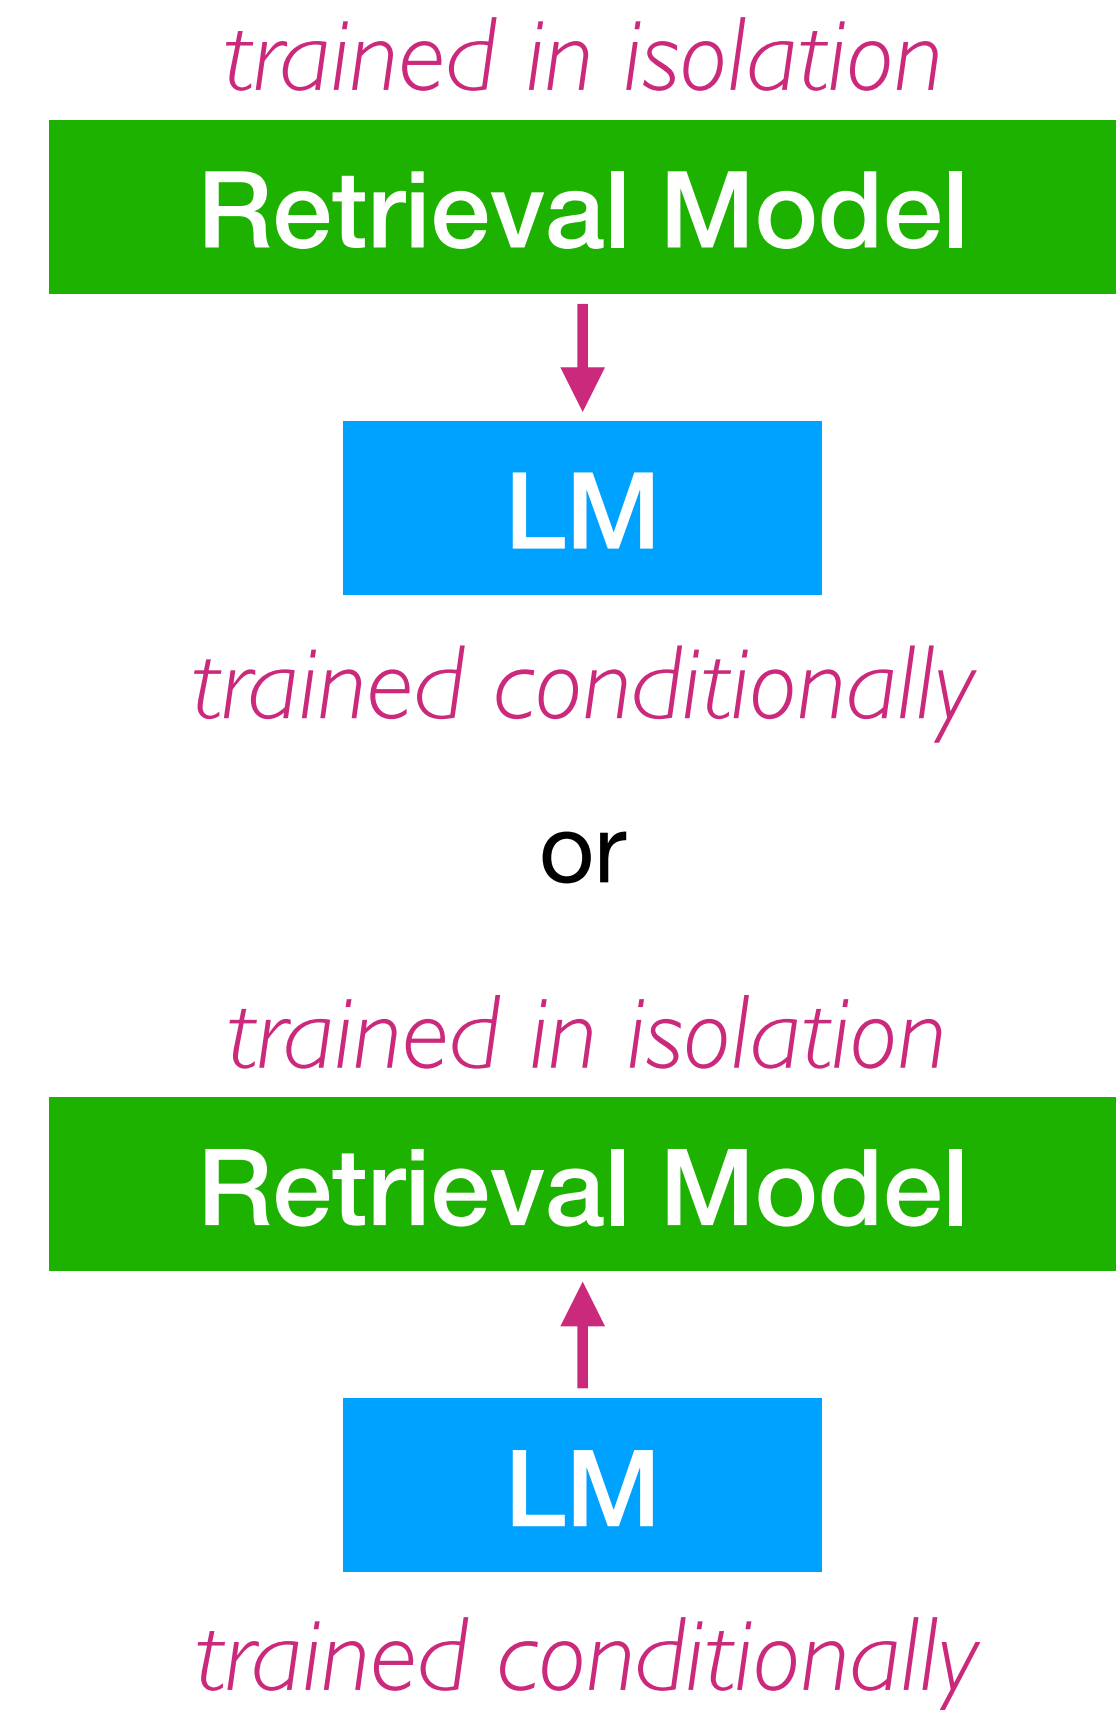 trained in isolation
Retrieval Model
LM
trained conditionally
or
trained in isolation
Retrieval Model
LM
trained conditionally